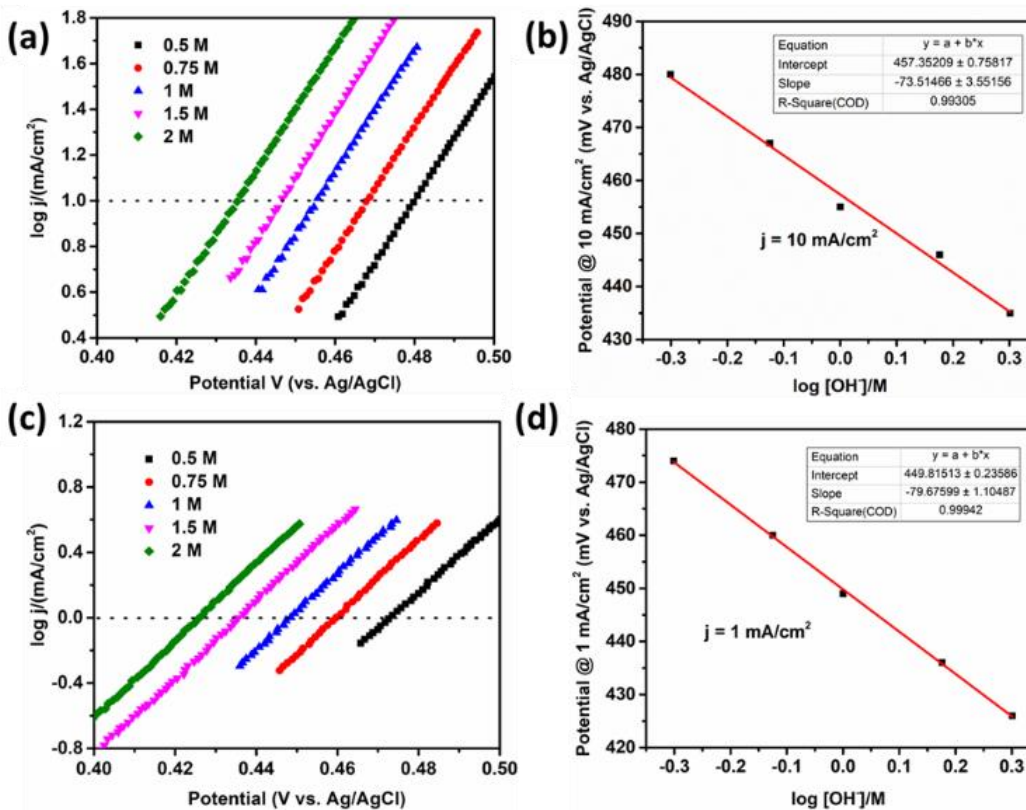 (a)
0.5 M
0.75 M
1 M
1.5 M
2 M
log j/(mA/cm²)
1.8
1.6
1.4
1.2
1.0
0.8
0.6
0.4
0.40 0.42 0.44 0.46 0.48 0.50
Potential V (vs. Ag/AgCl)
(b)
Equation y = a + b*x
Intercept 457.35209 ± 0.75817
Slope -73.51466 ± 3.55156
R-Square(COD) 0.99305
j = 10 mA/cm²
Potential @ 10 mA/cm² (mV vs. Ag/AgCl)
490
480
470
460
450
440
430
-0.3 -0.2 -0.1 0.0 0.1 0.2 0.3
log [OH⁻]/M
(c)
0.5 M
0.75 M
1 M
1.5 M
2 M
log j/(mA/cm²)
1.2
0.8
0.4
0.0
-0.4
-0.8
0.40 0.42 0.44 0.46 0.48 0.50
Potential (V vs. Ag/AgCl)
(d)
Equation y = a + b*x
Intercept 449.81513 ± 0.23586
Slope -79.67599 ± 1.10487
R-Square(COD) 0.99942
j = 1 mA/cm²
Potential @ 1 mA/cm² (mV vs. Ag/AgCl)
480
470
460
450
440
430
420
-0.3 -0.2 -0.1 0.0 0.1 0.2 0.3
log [OH⁻]/M